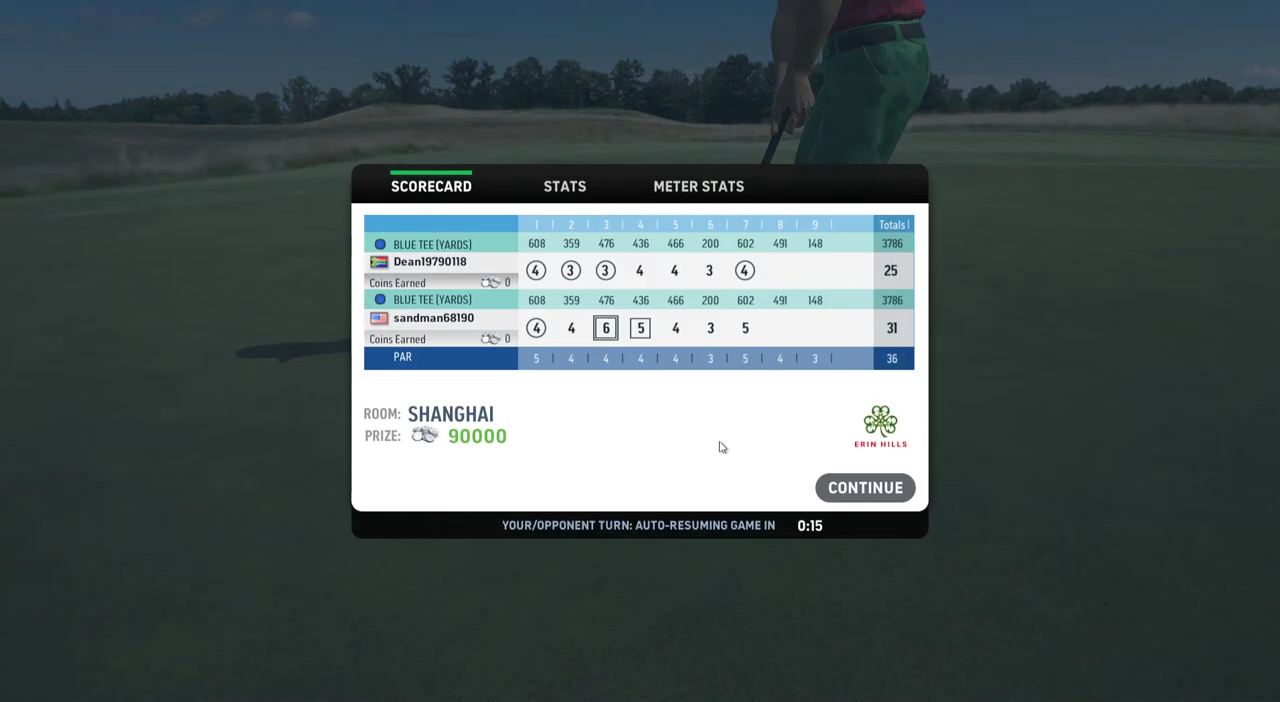 SCORECARD STATS METER STATS
1 2 3 4 5 6 7 8 9 Totals
BLUE TEE (YARDS) 608 359 476 436 466 200 602 491 148 3786
Dean19790118 4 3 3 4 4 3 4 25
Coins Earned 0
BLUE TEE (YARDS) 608 359 476 436 466 200 602 491 148 3786
sandman68190 4 4 6 5 4 3 5 31
Coins Earned 0
PAR 5 4 4 4 4 3 5 4 3 36
ROOM: SHANGHAI
PRIZE: 90000
ERIN HILLS
CONTINUE
YOUR/OPPONENT TURN: AUTO-RESUMING GAME IN 0:15